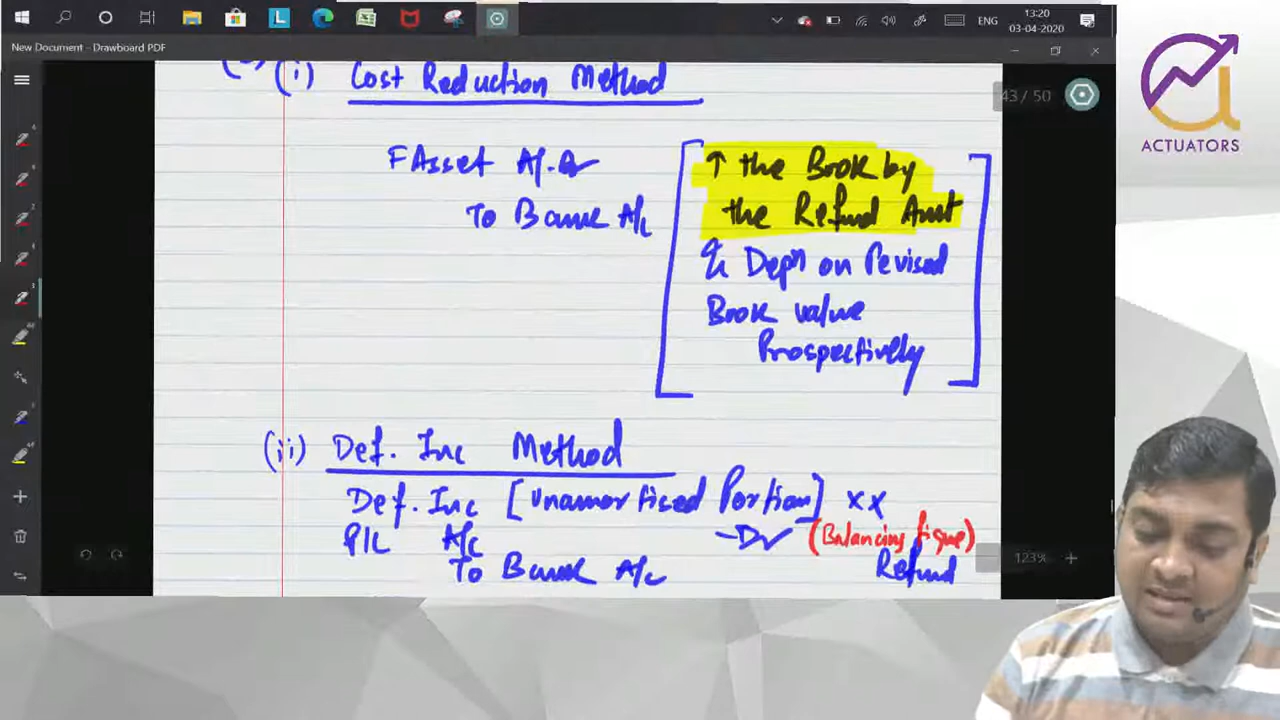 13:20
ENG
03-04-2020
New Document - Drawboard PDF
(i) Cost Reduction Method
43 / 50
ACTUATORS
FAsset A/c. Dr
To Bank A/c
↑ the Book by
the Refund Amt
& Depn on revised
Book value
Prospectively
(ii) Def. Inc Method
Def. Inc [Unamortised Portion] xx
P/L A/c - Dr (Balancing figure)
To Bank A/c Refund
123%